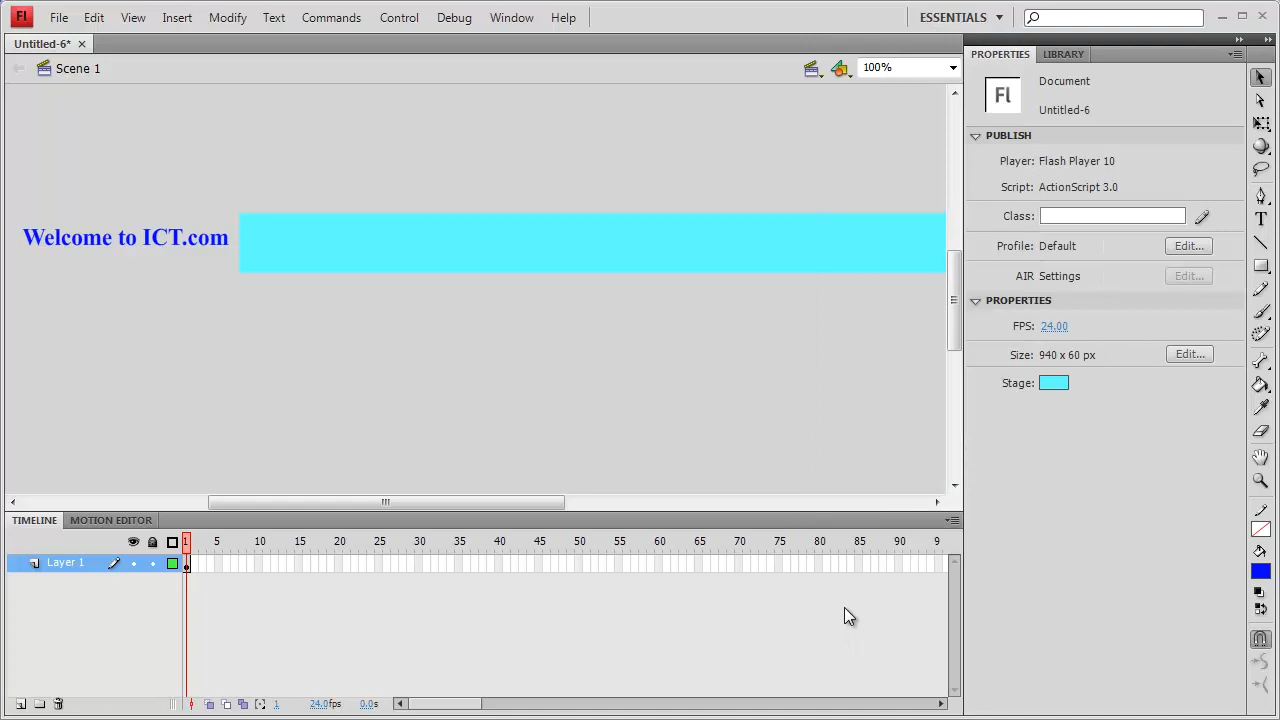 Fl File Edit View Insert Modify Text Commands Control Debug Window Help ESSENTIALS
Untitled-6*
Scene 1 100%
PROPERTIES LIBRARY
Fl
Document
Untitled-6
PUBLISH
Player: Flash Player 10
Script: ActionScript 3.0
Class:
Profile: Default Edit...
AIR Settings Edit...
PROPERTIES
FPS: 24.00
Size: 940 x 60 px Edit...
Stage:
Welcome to ICT.com
TIMELINE MOTION EDITOR
1 5 10 15 20 25 30 35 40 45 50 55 60 65 70 75 80 85 90 9
Layer 1
1 24.0fps 0.0s